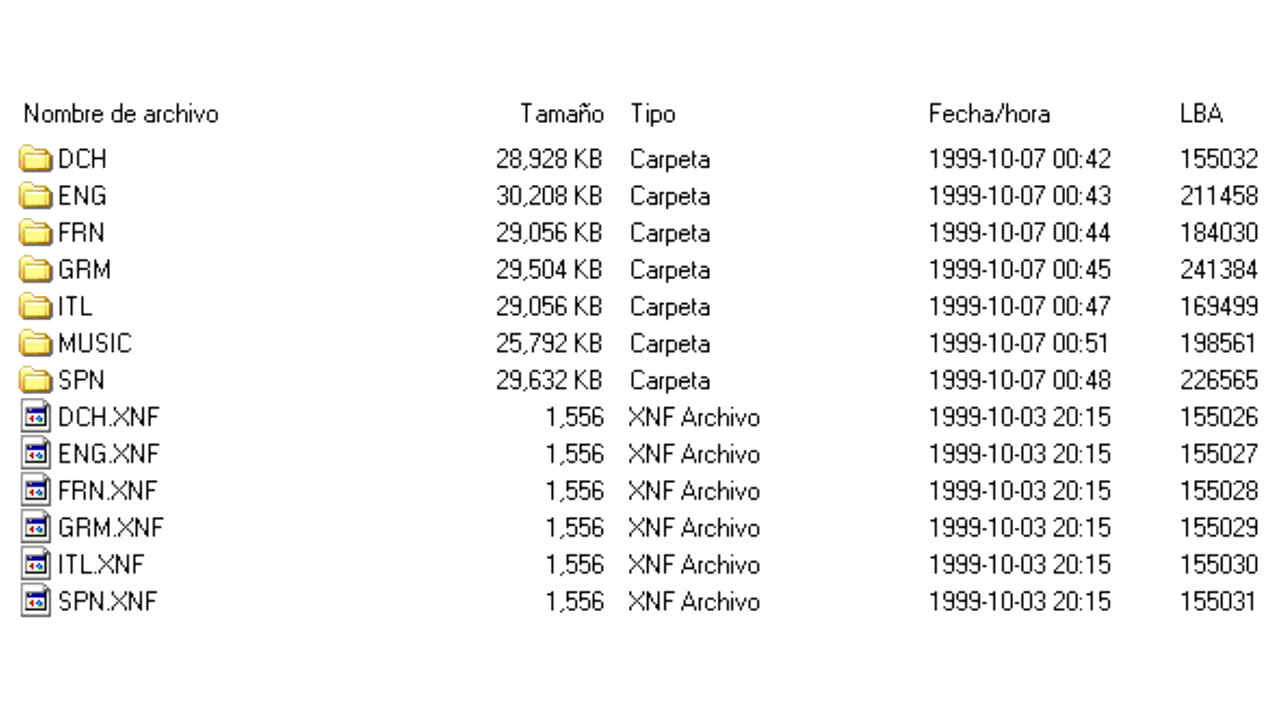 Nombre de archivo Tamaño Tipo Fecha/hora LBA
DCH 28,928 KB Carpeta 1999-10-07 00:42 155032
ENG 30,208 KB Carpeta 1999-10-07 00:43 211458
FRN 29,056 KB Carpeta 1999-10-07 00:44 184030
GRM 29,504 KB Carpeta 1999-10-07 00:45 241384
ITL 29,056 KB Carpeta 1999-10-07 00:47 169499
MUSIC 25,792 KB Carpeta 1999-10-07 00:51 198561
SPN 29,632 KB Carpeta 1999-10-07 00:48 226565
DCH.XNF 1,556 XNF Archivo 1999-10-03 20:15 155026
ENG.XNF 1,556 XNF Archivo 1999-10-03 20:15 155027
FRN.XNF 1,556 XNF Archivo 1999-10-03 20:15 155028
GRM.XNF 1,556 XNF Archivo 1999-10-03 20:15 155029
ITL.XNF 1,556 XNF Archivo 1999-10-03 20:15 155030
SPN.XNF 1,556 XNF Archivo 1999-10-03 20:15 155031